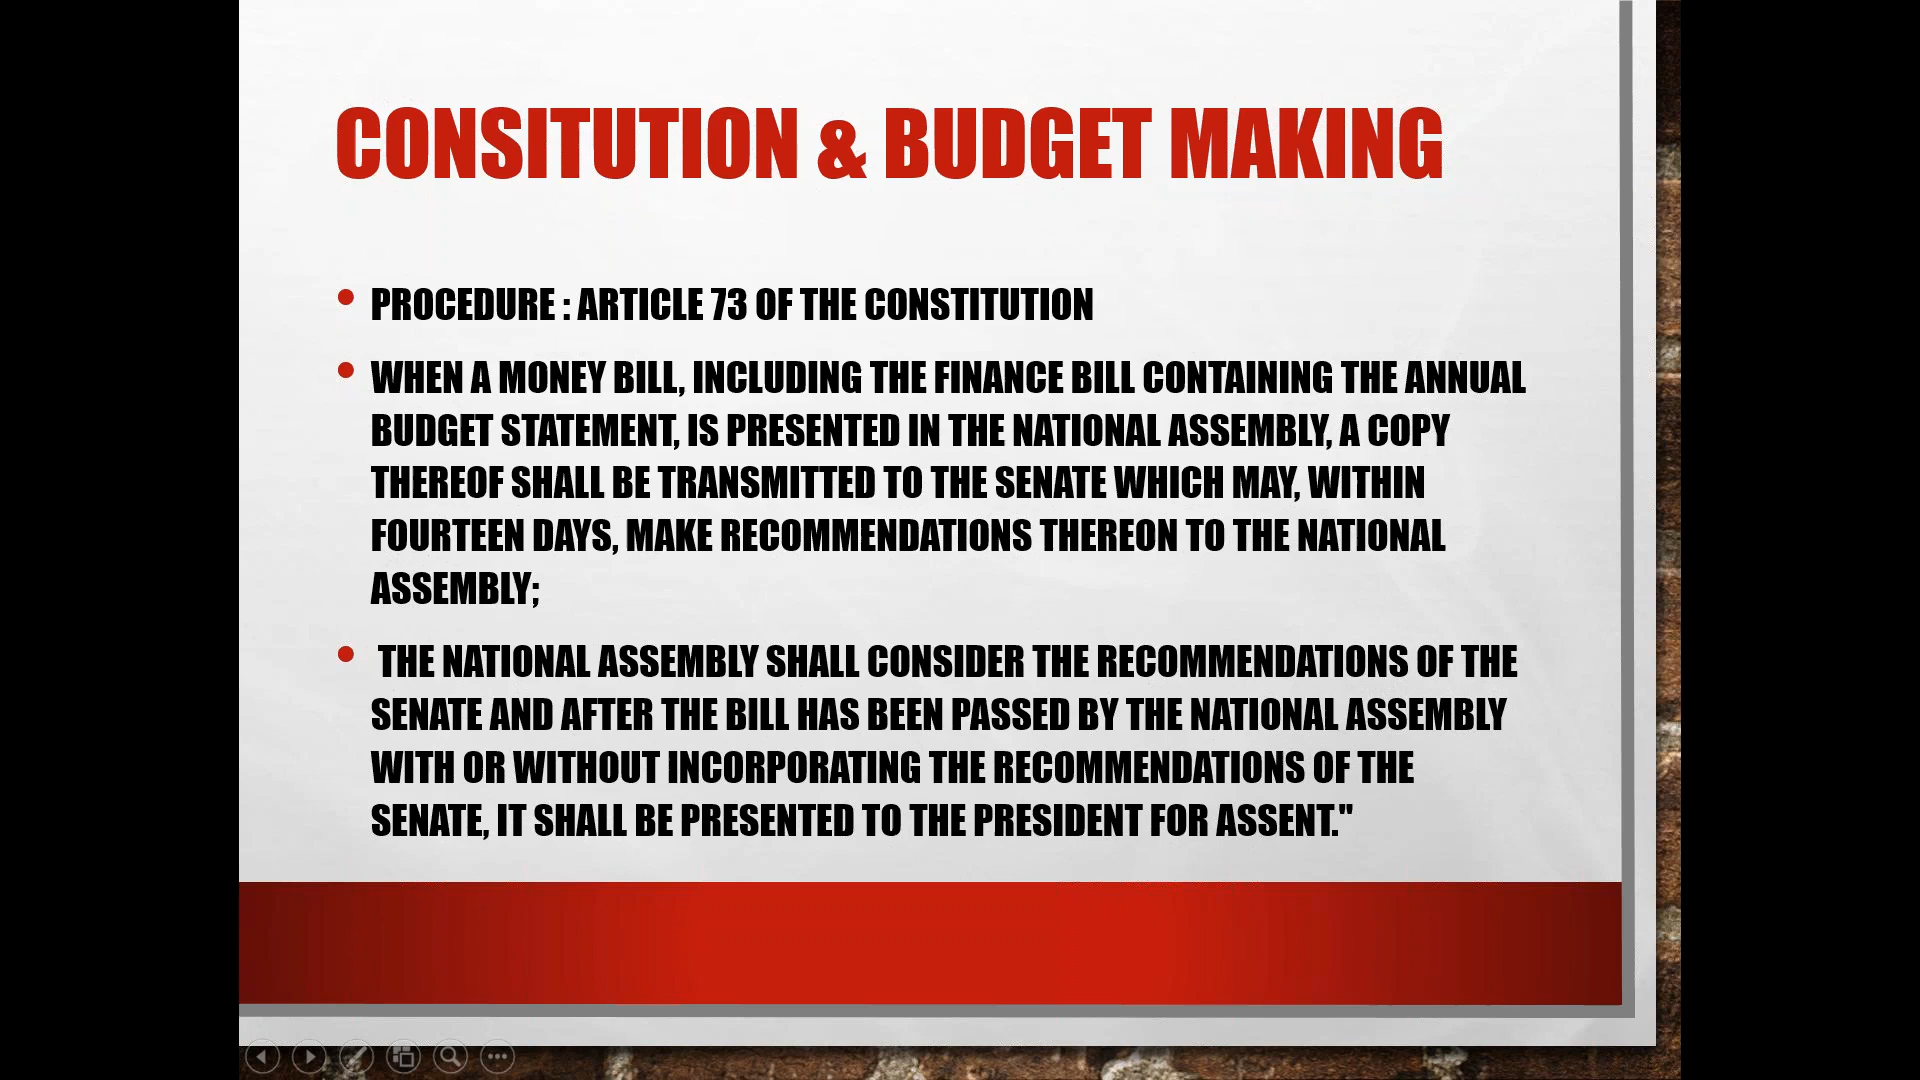 CONSITUTION & BUDGET MAKING
• PROCEDURE : ARTICLE 73 OF THE CONSTITUTION
• WHEN A MONEY BILL, INCLUDING THE FINANCE BILL CONTAINING THE ANNUAL
BUDGET STATEMENT, IS PRESENTED IN THE NATIONAL ASSEMBLY, A COPY
THEREOF SHALL BE TRANSMITTED TO THE SENATE WHICH MAY, WITHIN
FOURTEEN DAYS, MAKE RECOMMENDATIONS THEREON TO THE NATIONAL
ASSEMBLY;
• THE NATIONAL ASSEMBLY SHALL CONSIDER THE RECOMMENDATIONS OF THE
SENATE AND AFTER THE BILL HAS BEEN PASSED BY THE NATIONAL ASSEMBLY
WITH OR WITHOUT INCORPORATING THE RECOMMENDATIONS OF THE
SENATE, IT SHALL BE PRESENTED TO THE PRESIDENT FOR ASSENT."